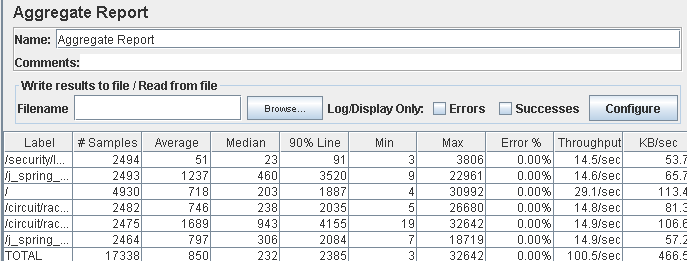 Aggregate Report
Name: Aggregate Report
Comments:
Write results to file / Read from file
Filename Browse... Log/Display Only: Errors Successes Configure
Label # Samples Average Median 90% Line Min Max Error % Throughput KB/sec
/security/l... 2494 51 23 91 3 3806 0.00% 14.5/sec 53.7
/j_spring_... 2493 1237 460 3520 9 22961 0.00% 14.6/sec 65.7
/ 4930 718 203 1887 4 30992 0.00% 29.1/sec 113.4
/circuit/rac... 2482 746 238 2035 5 26680 0.00% 14.8/sec 81.3
/circuit/rac... 2475 1689 943 4155 19 32642 0.00% 14.9/sec 106.6
/j_spring_... 2464 797 306 2084 7 18719 0.00% 14.9/sec 57.2
TOTAL 17338 850 232 2385 3 32642 0.00% 100.5/sec 466.5